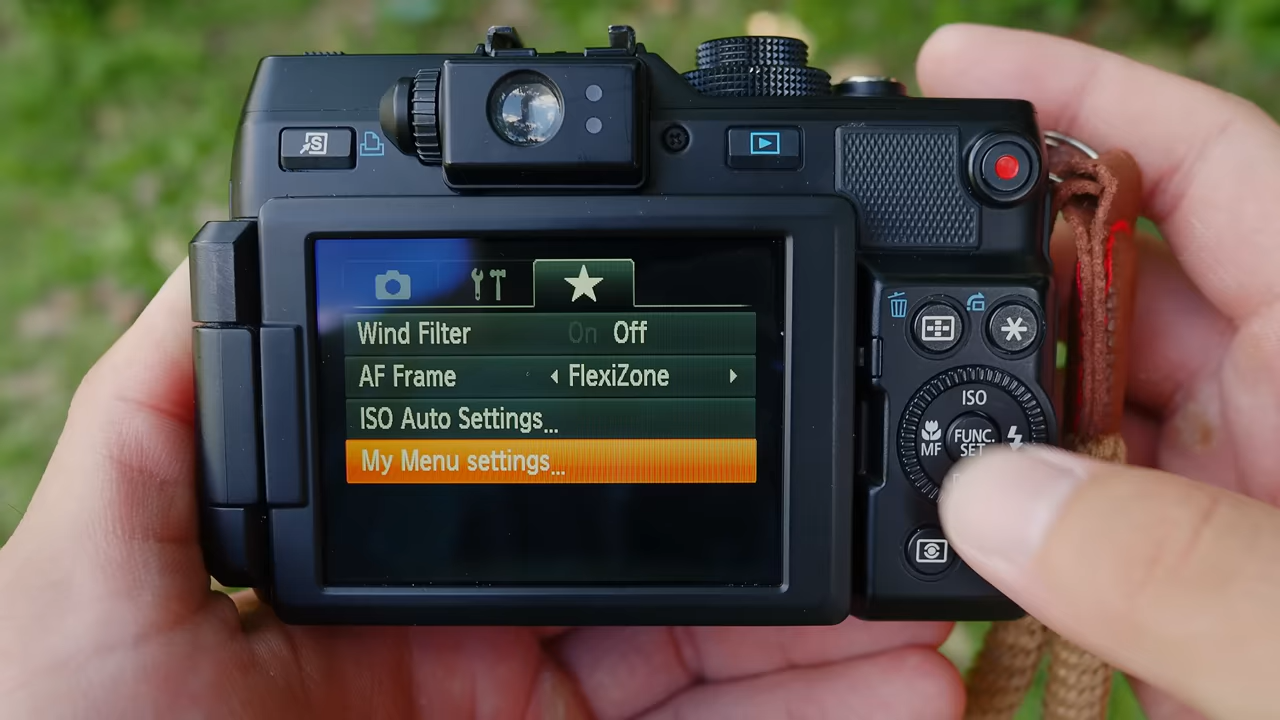 S
Wind Filter On Off
AF Frame FlexiZone
ISO Auto Settings...
My Menu settings...
ISO
MF
FUNC.
SET